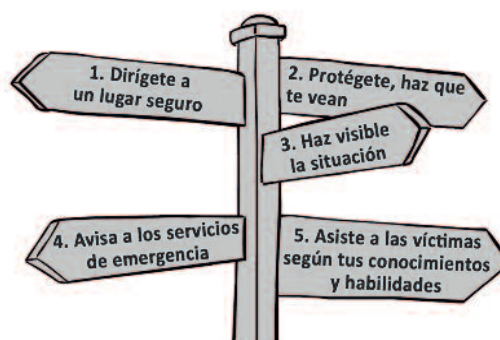 1. Dirígete a
un lugar seguro
2. Protégete, haz que
te vean
3. Haz visible
la situación
4. Avisa a los servicios
de emergencia
5. Asiste a las víctimas
según tus conocimientos
y habilidades